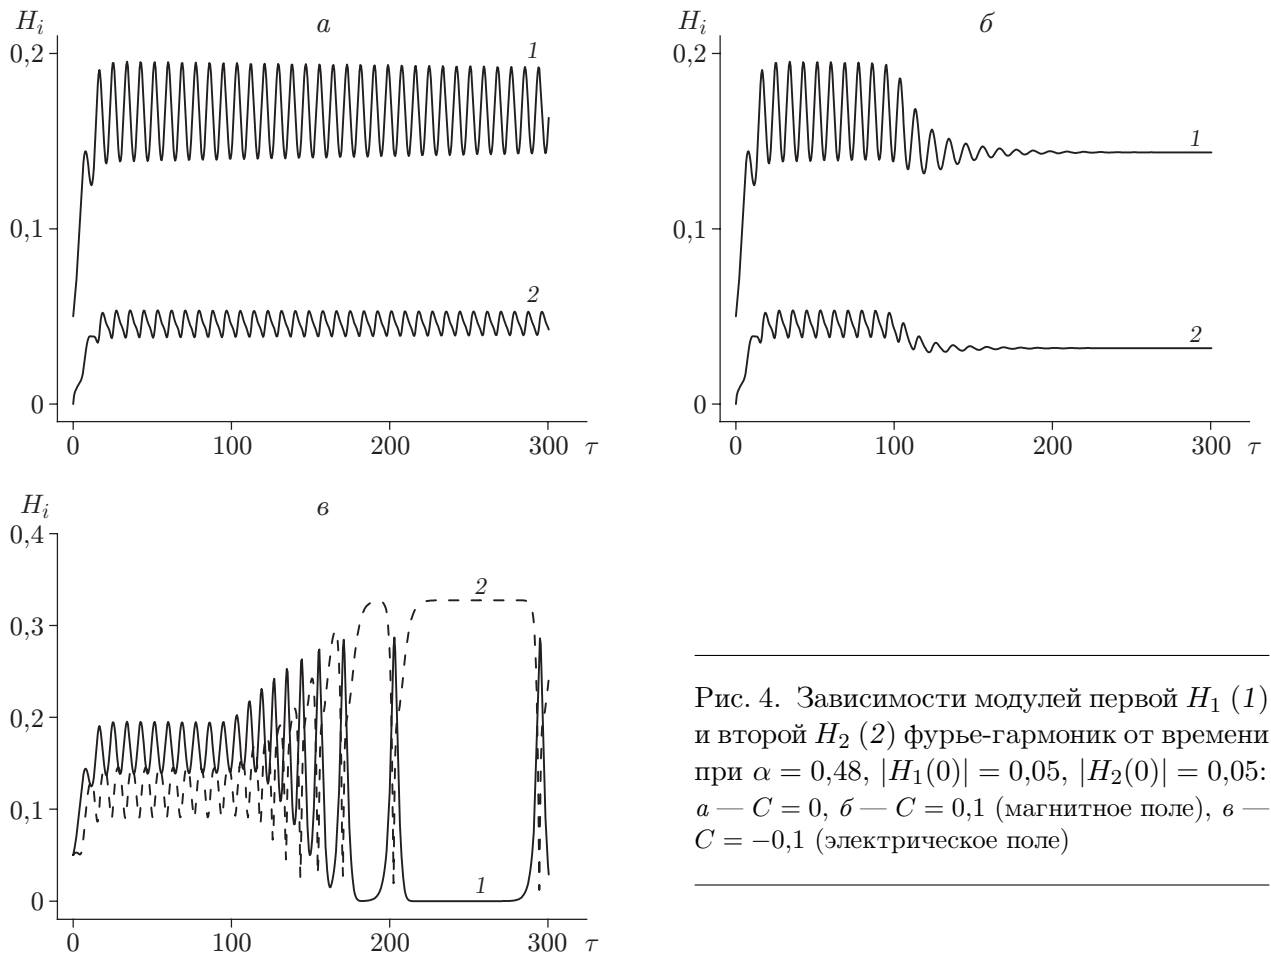 H_i
а
0,2
1
0,1
2
0
0 100 200 300 τ
H_i
б
0,2
1
0,1
2
0
0 100 200 300 τ
H_i
в
0,4
2
0,3
0,2
0,1
1
0
0 100 200 300 τ
Рис. 4. Зависимости модулей первой H_1 (1)
и второй H_2 (2) фурье-гармоник от времени
при α = 0,48, |H_1(0)| = 0,05, |H_2(0)| = 0,05:
а — C = 0, б — C = 0,1 (магнитное поле), в —
C = −0,1 (электрическое поле)